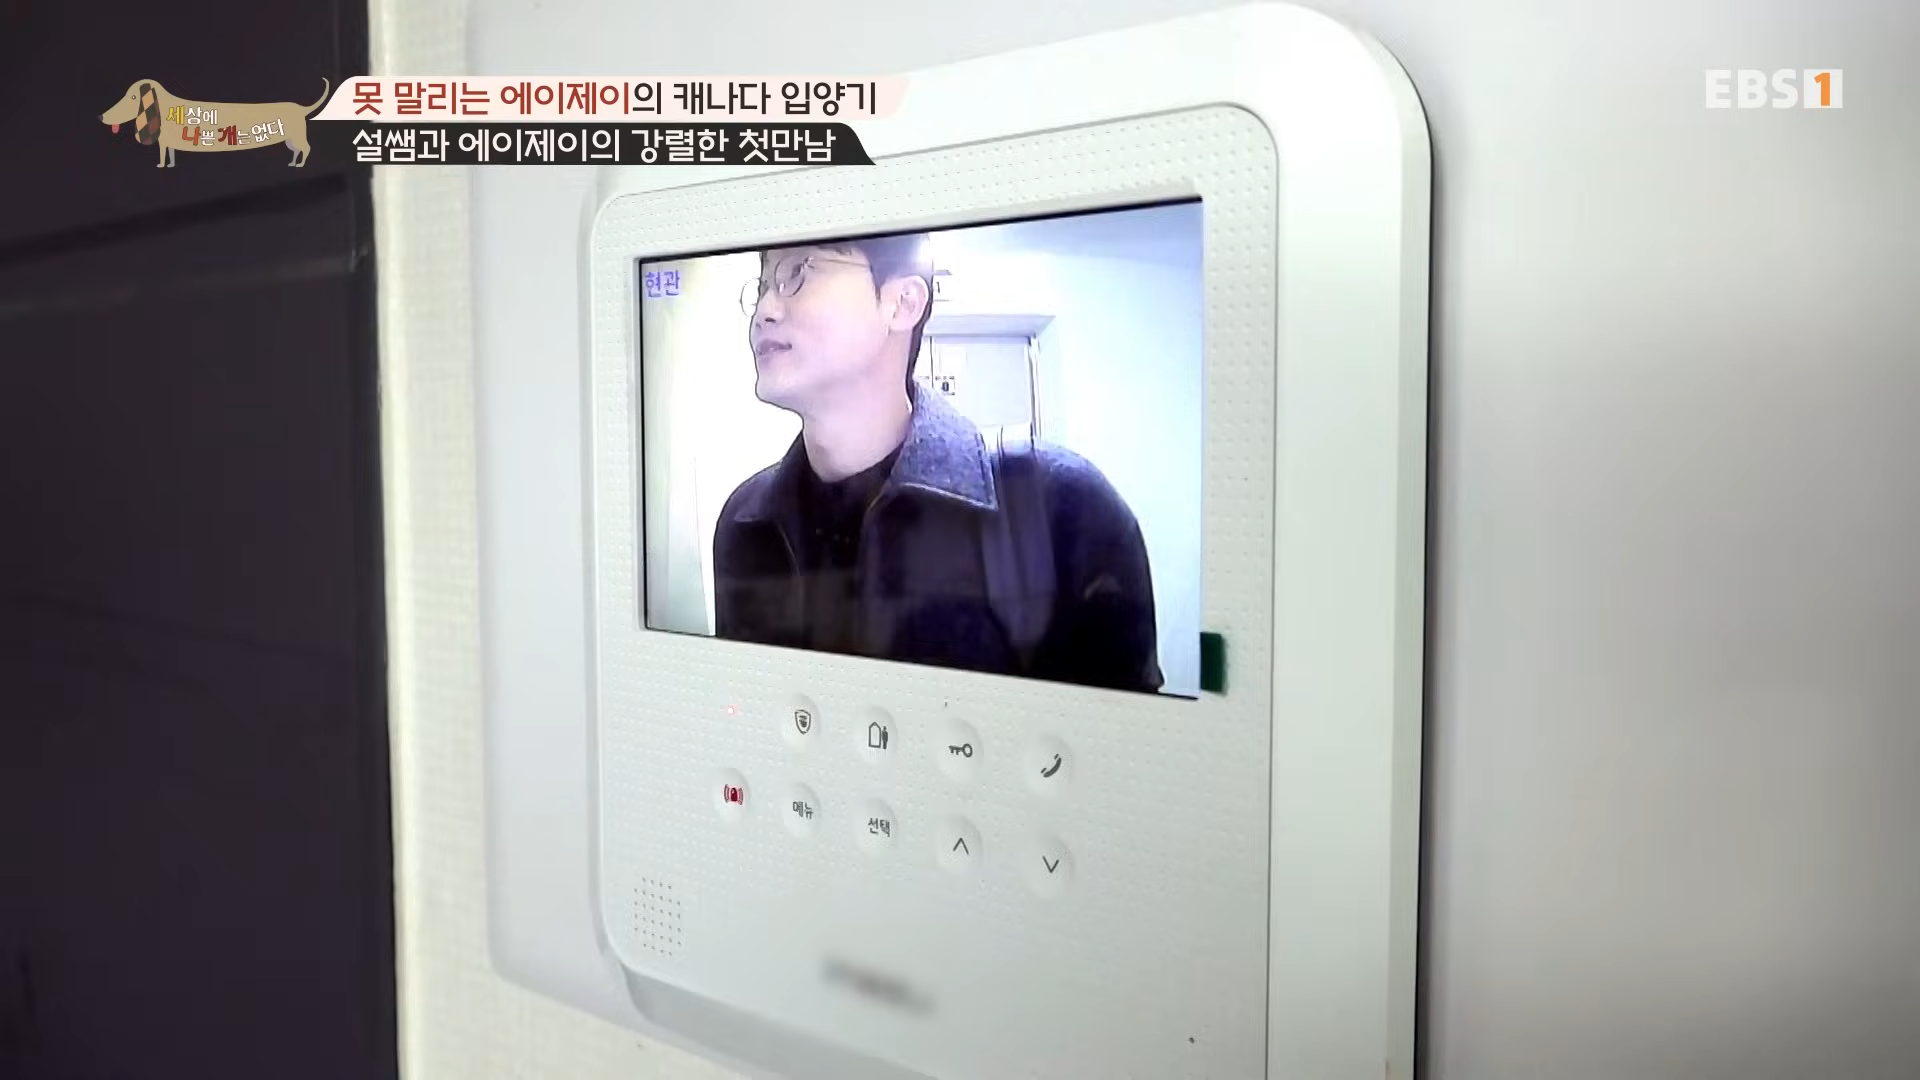 못 말리는 에이제이의 캐나다 입양기
세상에
나쁜 개는 없다
설쌤과 에이제이의 강렬한 첫만남
EBS1
현관
메뉴
선택